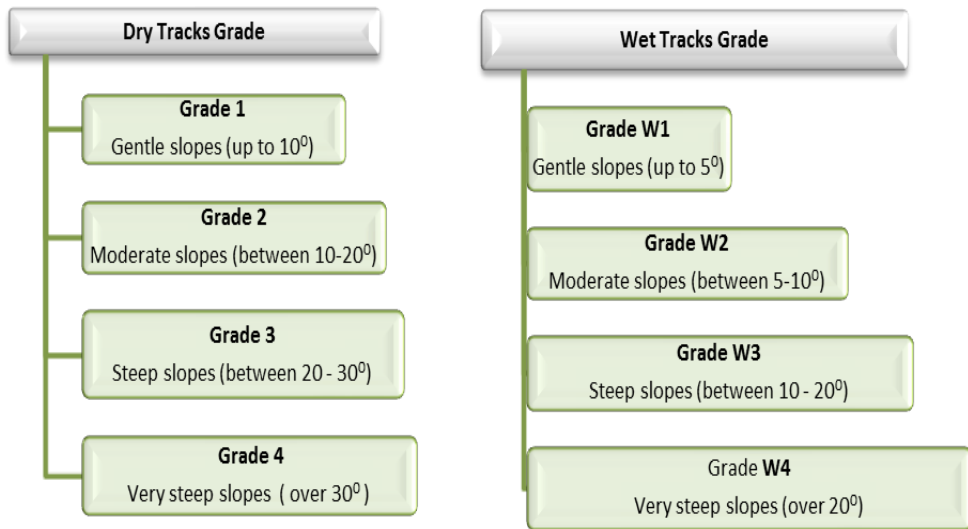 Dry Tracks Grade
Grade 1
Gentle slopes (up to 10⁰)
Grade 2
Moderate slopes (between 10-20⁰)
Grade 3
Steep slopes (between 20 - 30⁰)
Grade 4
Very steep slopes ( over 30⁰ )
Wet Tracks Grade
Grade W1
Gentle slopes (up to 5⁰)
Grade W2
Moderate slopes (between 5-10⁰)
Grade W3
Steep slopes (between 10 - 20⁰)
Grade W4
Very steep slopes (over 20⁰)